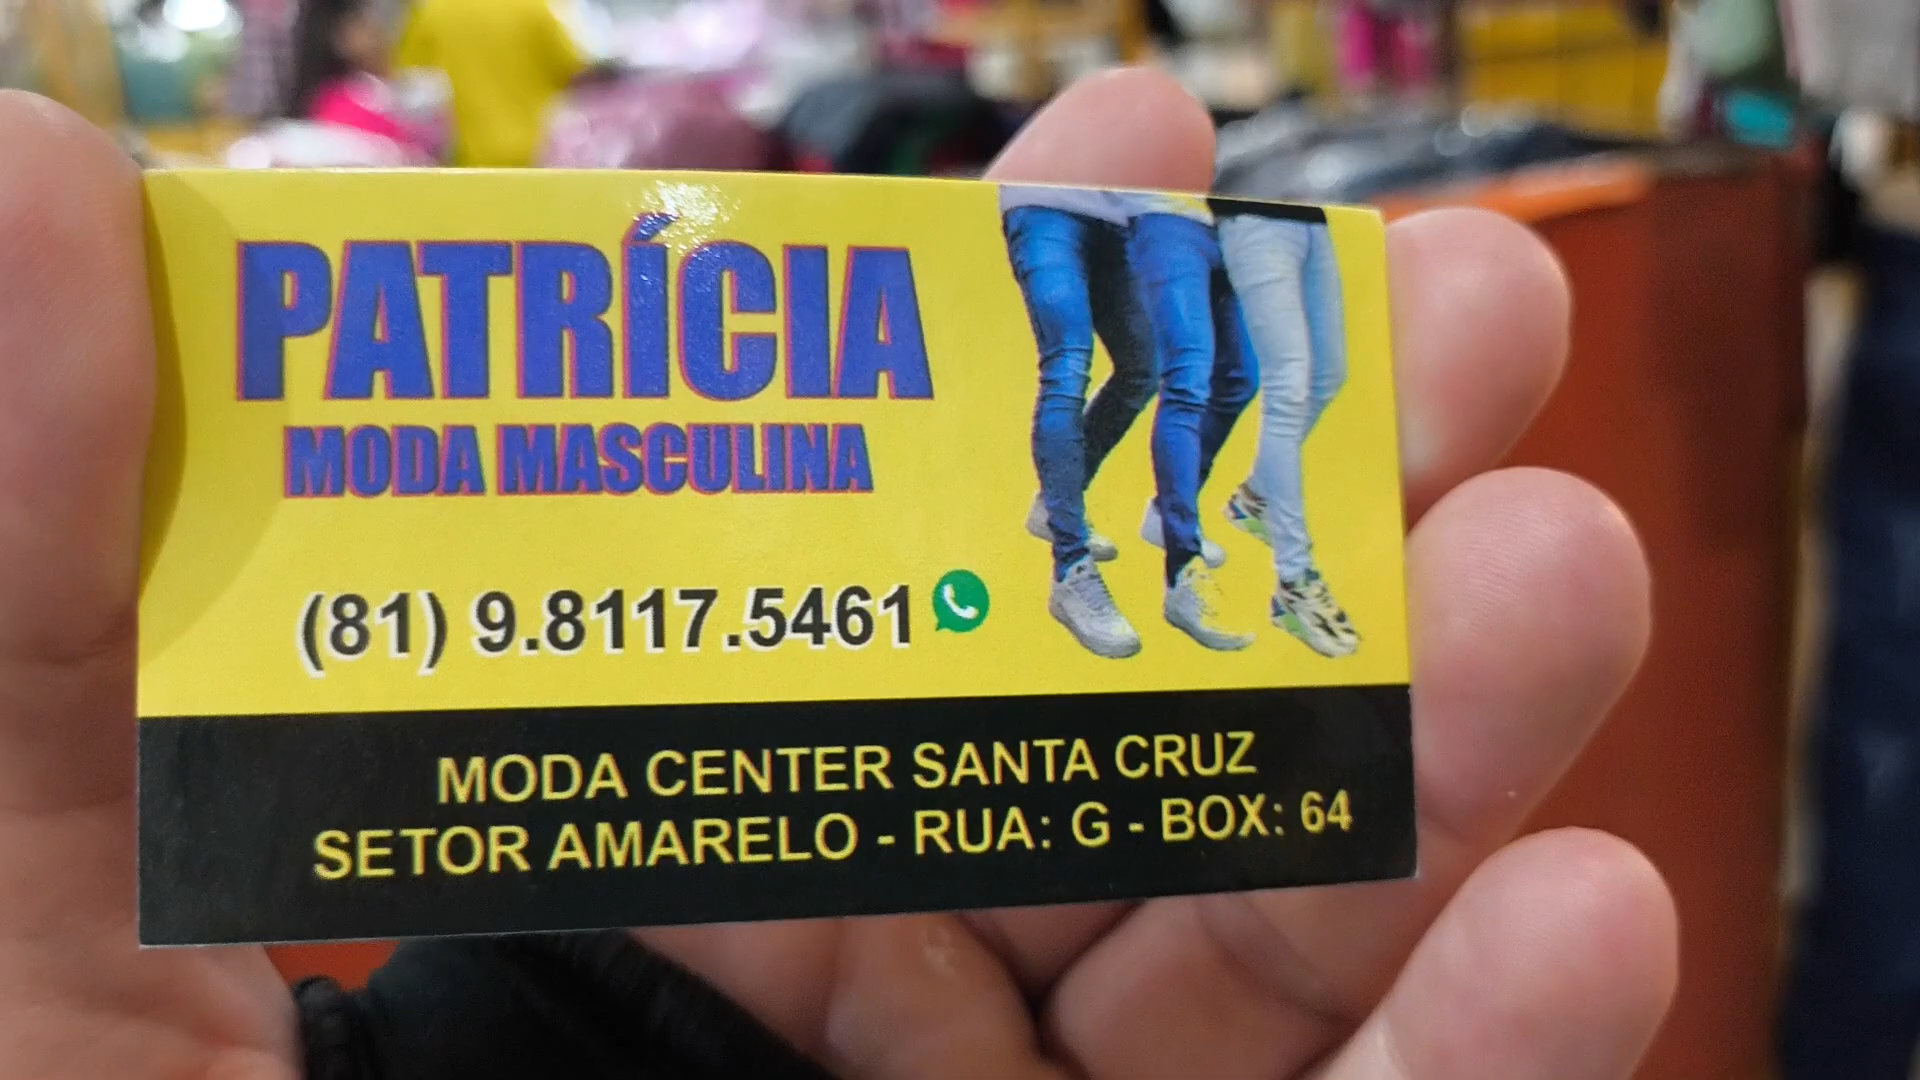 PATRÍCIA
MODA MASCULINA
(81) 9.8117.5461
MODA CENTER SANTA CRUZ
SETOR AMARELO - RUA: G - BOX: 64